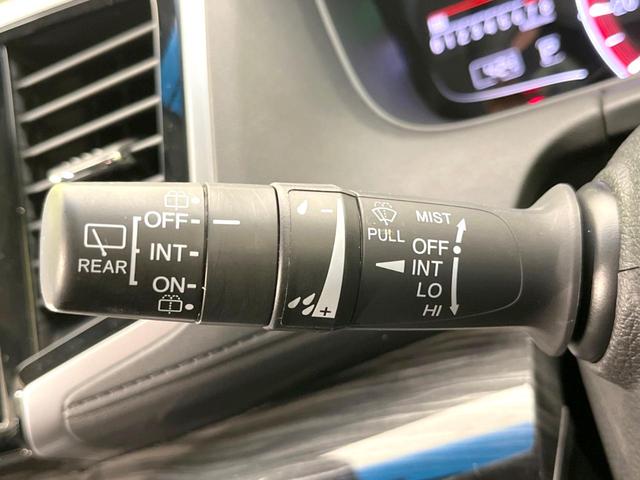 OFF
INT
ON
REAR
- 
+
PULL
MIST
OFF
INT
LO
HI